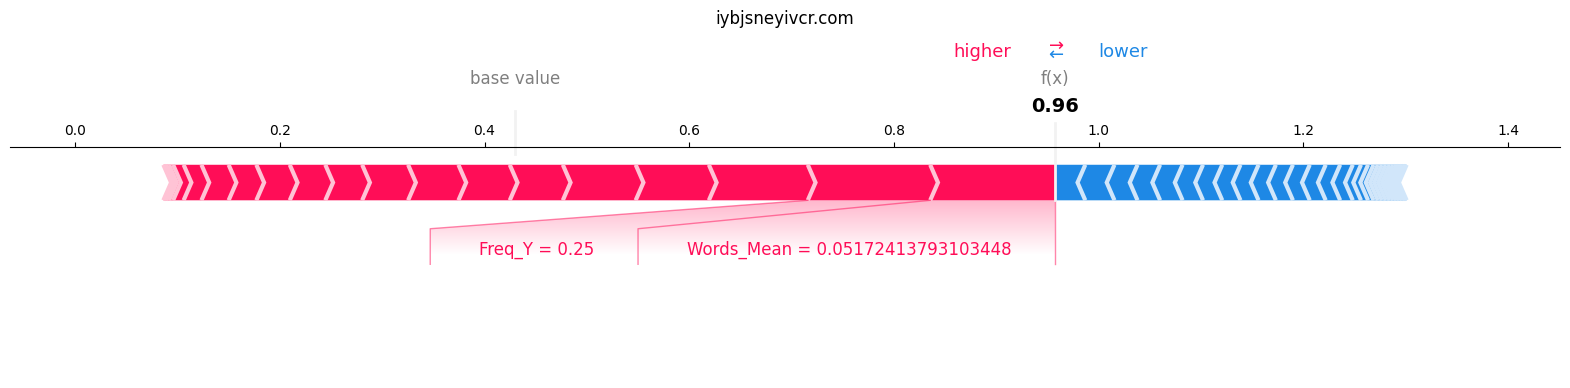 iybjsneyivcr.com
higher → lower
←
base value f(x)
0.96
0.0 0.2 0.4 0.6 0.8 1.0 1.2 1.4
Freq_Y = 0.25 Words_Mean = 0.05172413793103448